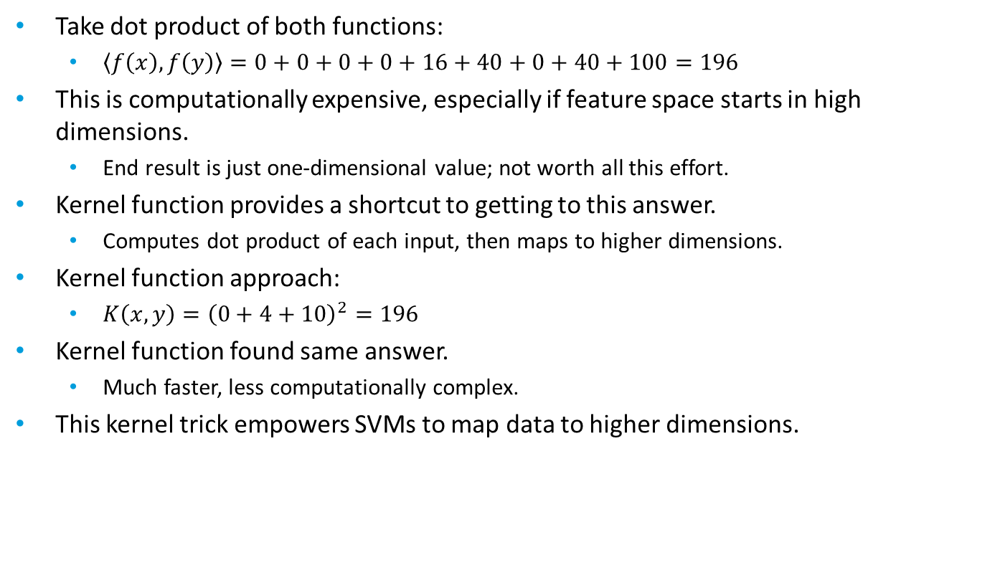 • Take dot product of both functions:
• ⟨f(x), f(y)⟩ = 0 + 0 + 0 + 0 + 16 + 40 + 0 + 40 + 100 = 196
• This is computationally expensive, especially if feature space starts in high
dimensions.
• End result is just one-dimensional value; not worth all this effort.
• Kernel function provides a shortcut to getting to this answer.
• Computes dot product of each input, then maps to higher dimensions.
• Kernel function approach:
• K(x, y) = (0 + 4 + 10)² = 196
• Kernel function found same answer.
• Much faster, less computationally complex.
• This kernel trick empowers SVMs to map data to higher dimensions.